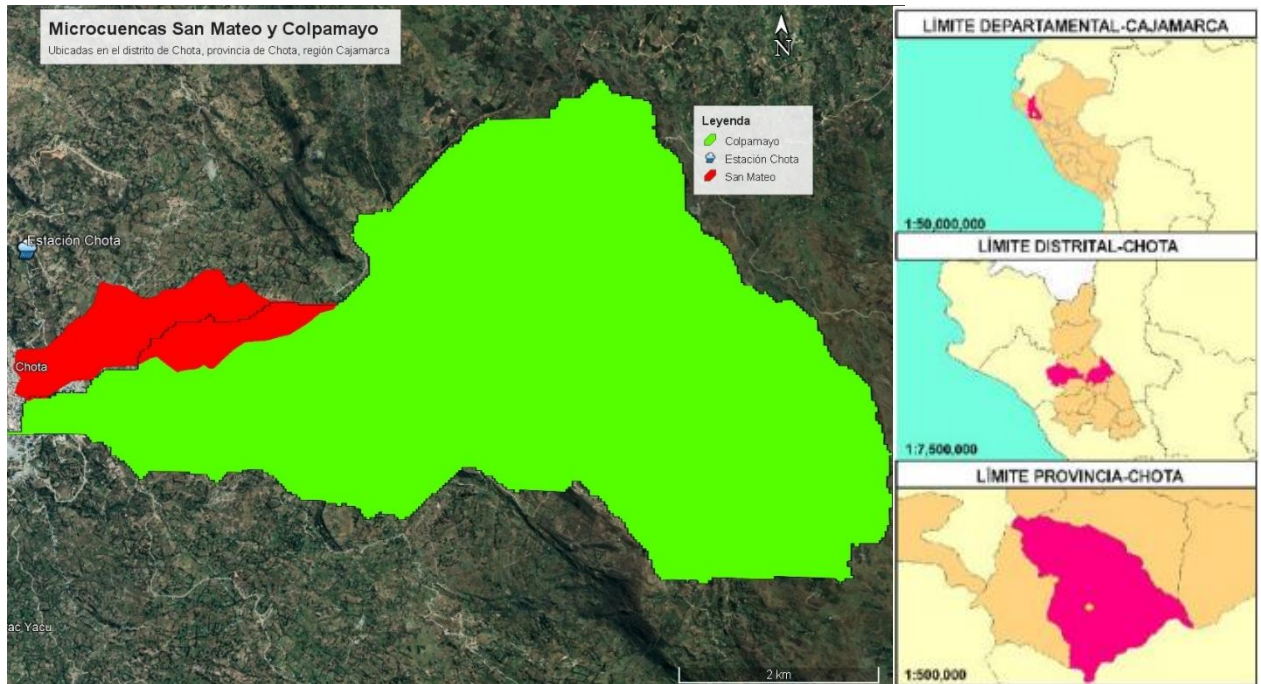 Microcuencas San Mateo y Colpamayo
Ubicadas en el distrito de Chota, provincia de Chota, región Cajamarca
N
Leyenda
Colpamayo
Estación Chota
San Mateo
Estación Chota
Chota
ac Yacu
2 km
LÍMITE DEPARTAMENTAL-CAJAMARCA
1:50,000,000
LÍMITE DISTRITAL-CHOTA
1:7,500,000
LÍMITE PROVINCIA-CHOTA
1:500,000